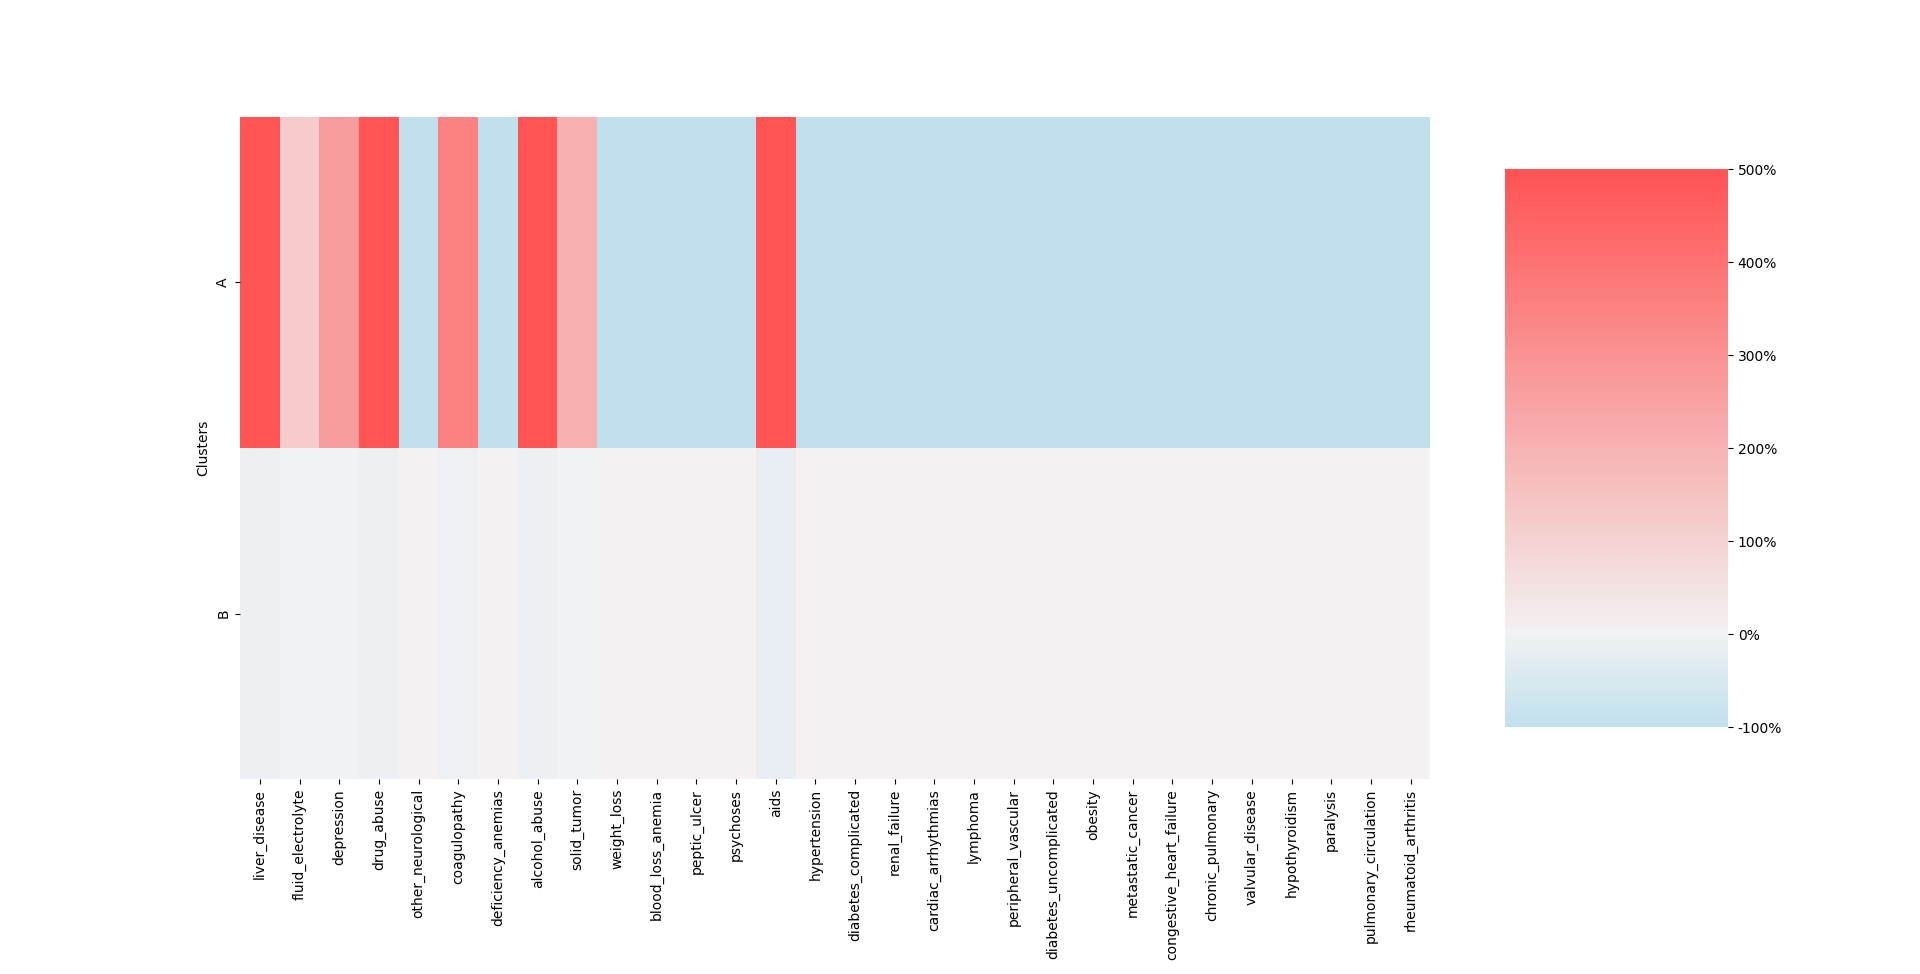 Clusters
A
B
liver_disease
fluid_electrolyte
depression
drug_abuse
other_neurological
coagulopathy
deficiency_anemias
alcohol_abuse
solid_tumor
weight_loss
blood_loss_anemia
peptic_ulcer
psychoses
aids
hypertension
diabetes_complicated
renal_failure
cardiac_arrhythmias
lymphoma
peripheral_vascular
diabetes_uncomplicated
obesity
metastatic_cancer
congestive_heart_failure
chronic_pulmonary
valvular_disease
hypothyroidism
paralysis
pulmonary_circulation
rheumatoid_arthritis
500%
400%
300%
200%
100%
0%
-100%